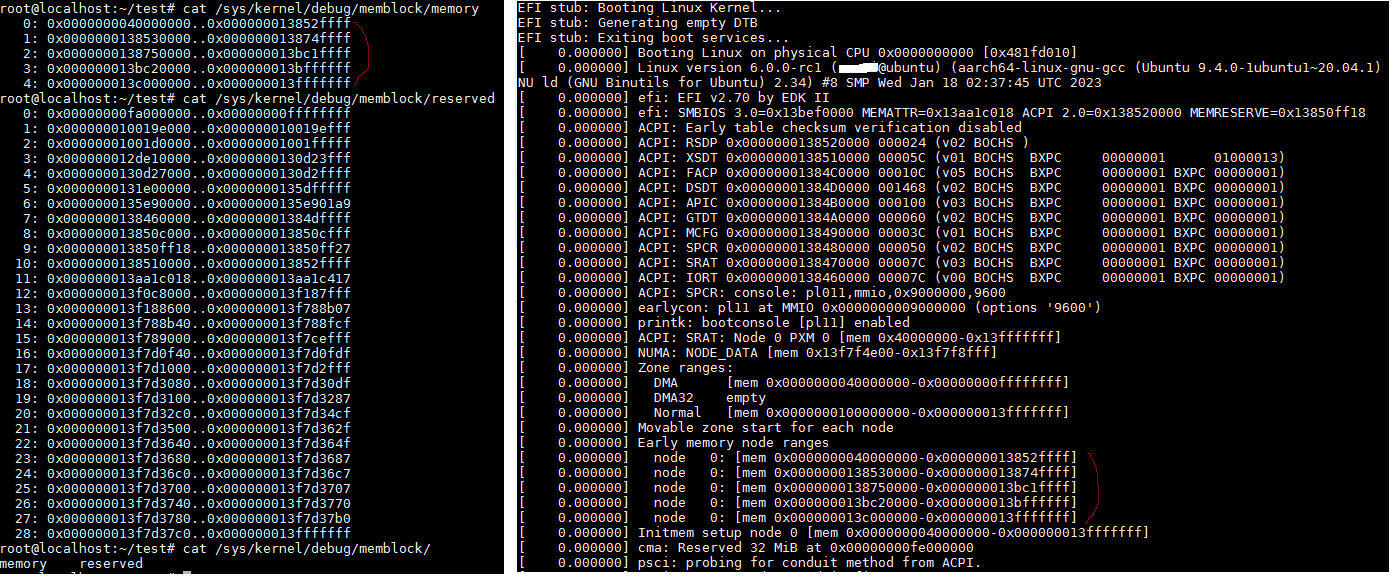 root@localhost:~/test# cat /sys/kernel/debug/memblock/memory
0: 0x0000000040000000..0x000000013852ffff
1: 0x0000000138530000..0x000000013874ffff
2: 0x0000000138750000..0x000000013bc1ffff
3: 0x000000013bc20000..0x000000013bffffff
4: 0x000000013c000000..0x000000013fffffff
root@localhost:~/test# cat /sys/kernel/debug/memblock/reserved
0: 0x00000000fa000000..0x00000000ffffffff
1: 0x000000010019e000..0x000000010019efff
2: 0x00000001001d0000..0x00000001001fffff
3: 0x000000012de10000..0x0000000130d23fff
4: 0x0000000130d27000..0x0000000130d2ffff
5: 0x0000000131e00000..0x0000000135dfffff
6: 0x0000000135e90000..0x0000000135e901a9
7: 0x0000000138460000..0x00000001384dffff
8: 0x000000013850c000..0x000000013850cfff
9: 0x000000013850ff18..0x000000013850ff27
10: 0x0000000138510000..0x000000013852ffff
11: 0x000000013aa1c018..0x000000013aa1c417
12: 0x000000013f0c8000..0x000000013f187fff
13: 0x000000013f188600..0x000000013f788b07
14: 0x000000013f788b40..0x000000013f788fcf
15: 0x000000013f789000..0x000000013f7cefff
16: 0x000000013f7d0f40..0x000000013f7d0fdf
17: 0x000000013f7d1000..0x000000013f7d2fff
18: 0x000000013f7d3080..0x000000013f7d30df
19: 0x000000013f7d3100..0x000000013f7d3287
20: 0x000000013f7d32c0..0x000000013f7d34cf
21: 0x000000013f7d3500..0x000000013f7d362f
22: 0x000000013f7d3640..0x000000013f7d364f
23: 0x000000013f7d3680..0x000000013f7d3687
24: 0x000000013f7d36c0..0x000000013f7d36c7
25: 0x000000013f7d3700..0x000000013f7d3707
26: 0x000000013f7d3740..0x000000013f7d3770
27: 0x000000013f7d3780..0x000000013f7d37b0
28: 0x000000013f7d37c0..0x000000013fffffff
root@localhost:~/test# cat /sys/kernel/debug/memblock/
memory reserved
EFI stub: Booting Linux Kernel...
EFI stub: Generating empty DTB
EFI stub: Exiting boot services...
[ 0.000000] Booting Linux on physical CPU 0x0000000000 [0x481fd010]
[ 0.000000] Linux version 6.0.0-rc1 ( @ubuntu) (aarch64-linux-gnu-gcc (Ubuntu 9.4.0-1ubuntu1~20.04.1)
NU ld (GNU Binutils for Ubuntu) 2.34) #8 SMP Wed Jan 18 02:37:45 UTC 2023
[ 0.000000] efi: EFI v2.70 by EDK II
[ 0.000000] efi: SMBIOS 3.0=0x13bef0000 MEMATTR=0x13aa1c018 ACPI 2.0=0x138520000 MEMRESERVE=0x13850ff18
[ 0.000000] ACPI: Early table checksum verification disabled
[ 0.000000] ACPI: RSDP 0x0000000138520000 000024 (v02 BOCHS )
[ 0.000000] ACPI: XSDT 0x0000000138510000 00005C (v01 BOCHS BXPC 00000001 01000013)
[ 0.000000] ACPI: FACP 0x00000001384C0000 00010C (v05 BOCHS BXPC 00000001 BXPC 00000001)
[ 0.000000] ACPI: DSDT 0x00000001384D0000 001468 (v02 BOCHS BXPC 00000001 BXPC 00000001)
[ 0.000000] ACPI: APIC 0x00000001384B0000 000100 (v03 BOCHS BXPC 00000001 BXPC 00000001)
[ 0.000000] ACPI: GTDT 0x00000001384A0000 000060 (v02 BOCHS BXPC 00000001 BXPC 00000001)
[ 0.000000] ACPI: MCFG 0x0000000138490000 00003C (v01 BOCHS BXPC 00000001 BXPC 00000001)
[ 0.000000] ACPI: SPCR 0x0000000138480000 000050 (v02 BOCHS BXPC 00000001 BXPC 00000001)
[ 0.000000] ACPI: SRAT 0x0000000138470000 00007C (v03 BOCHS BXPC 00000001 BXPC 00000001)
[ 0.000000] ACPI: IORT 0x0000000138460000 00007C (v00 BOCHS BXPC 00000001 BXPC 00000001)
[ 0.000000] ACPI: SPCR: console: pl011,mmio,0x9000000,9600
[ 0.000000] earlycon: pl11 at MMIO 0x0000000009000000 (options '9600')
[ 0.000000] printk: bootconsole [pl11] enabled
[ 0.000000] ACPI: SRAT: Node 0 PXM 0 [mem 0x40000000-0x13fffffff]
[ 0.000000] NUMA: NODE_DATA [mem 0x13f7f4e00-0x13f7f8fff]
[ 0.000000] Zone ranges:
[ 0.000000] DMA [mem 0x0000000040000000-0x00000000ffffffff]
[ 0.000000] DMA32 empty
[ 0.000000] Normal [mem 0x0000000100000000-0x000000013fffffff]
[ 0.000000] Movable zone start for each node
[ 0.000000] Early memory node ranges
[ 0.000000] node 0: [mem 0x0000000040000000-0x000000013852ffff]
[ 0.000000] node 0: [mem 0x0000000138530000-0x000000013874ffff]
[ 0.000000] node 0: [mem 0x0000000138750000-0x000000013bc1ffff]
[ 0.000000] node 0: [mem 0x000000013bc20000-0x000000013bffffff]
[ 0.000000] node 0: [mem 0x000000013c000000-0x000000013fffffff]
[ 0.000000] Initmem setup node 0 [mem 0x0000000040000000-0x000000013fffffff]
[ 0.000000] cma: Reserved 32 MiB at 0x00000000fe000000
[ 0.000000] psci: probing for conduit method from ACPI.